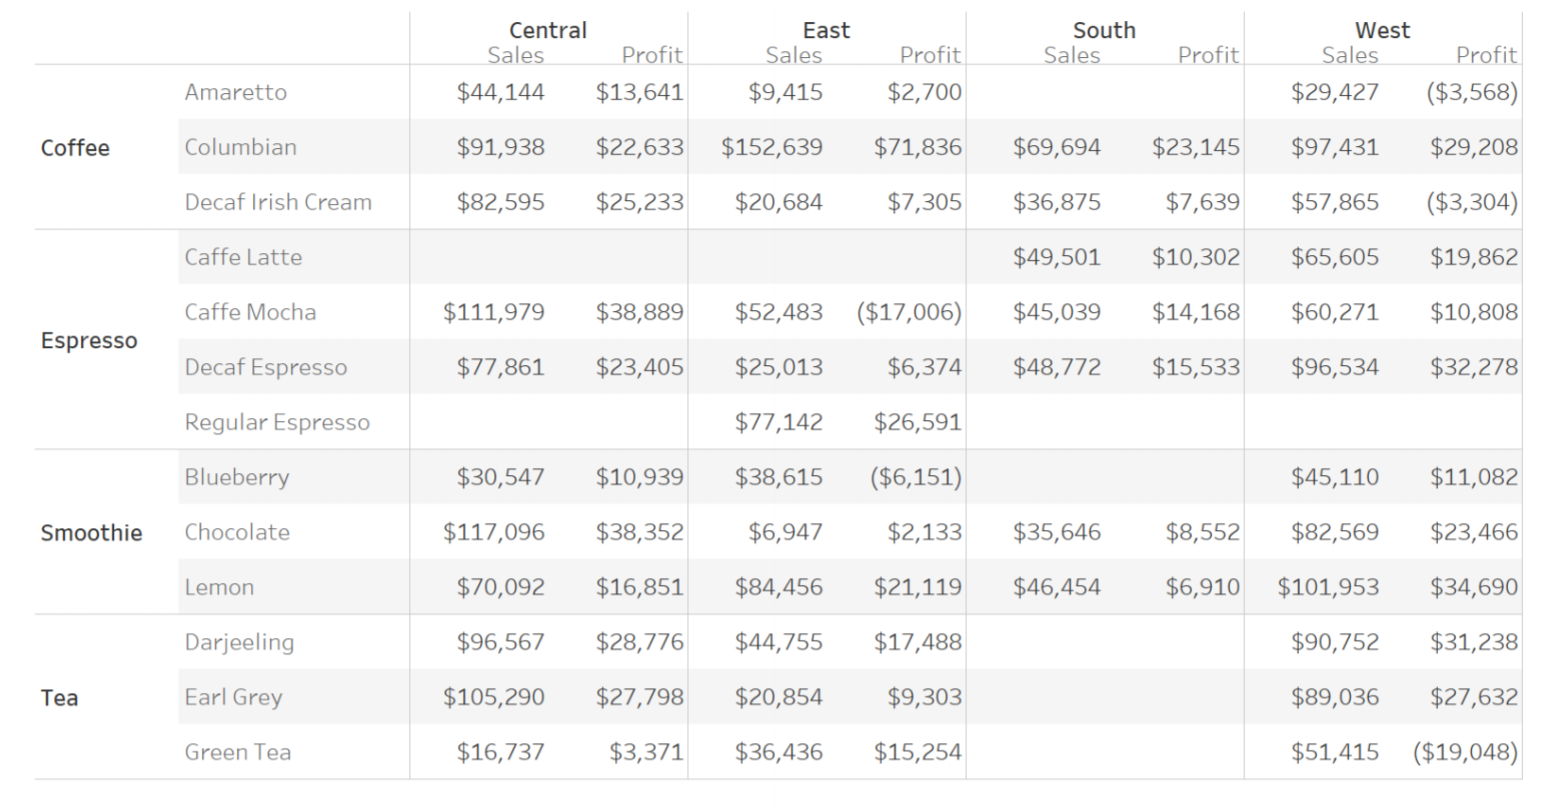 Central East South West
Sales Profit Sales Profit Sales Profit Sales Profit
Amaretto $44,144 $13,641 $9,415 $2,700 $29,427 ($3,568)
Coffee Columbian $91,938 $22,633 $152,639 $71,836 $69,694 $23,145 $97,431 $29,208
Decaf Irish Cream $82,595 $25,233 $20,684 $7,305 $36,875 $7,639 $57,865 ($3,304)
Caffe Latte $49,501 $10,302 $65,605 $19,862
Caffe Mocha $111,979 $38,889 $52,483 ($17,006) $45,039 $14,168 $60,271 $10,808
Espresso
Decaf Espresso $77,861 $23,405 $25,013 $6,374 $48,772 $15,533 $96,534 $32,278
Regular Espresso $77,142 $26,591
Blueberry $30,547 $10,939 $38,615 ($6,151) $45,110 $11,082
Smoothie Chocolate $117,096 $38,352 $6,947 $2,133 $35,646 $8,552 $82,569 $23,466
Lemon $70,092 $16,851 $84,456 $21,119 $46,454 $6,910 $101,953 $34,690
Darjeeling $96,567 $28,776 $44,755 $17,488 $90,752 $31,238
Tea Earl Grey $105,290 $27,798 $20,854 $9,303 $89,036 $27,632
Green Tea $16,737 $3,371 $36,436 $15,254 $51,415 ($19,048)